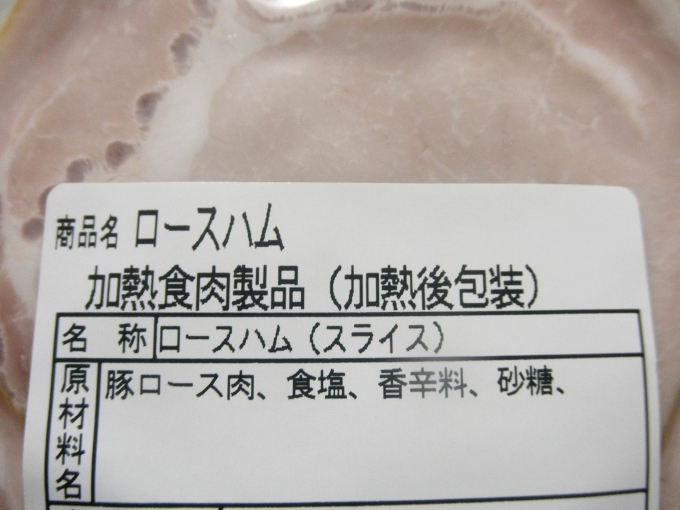 商品名 ロースハム
加熱食肉製品（加熱後包装）
名 称 ロースハム（スライス）
原材料名 豚ロース肉、食塩、香辛料、砂糖、